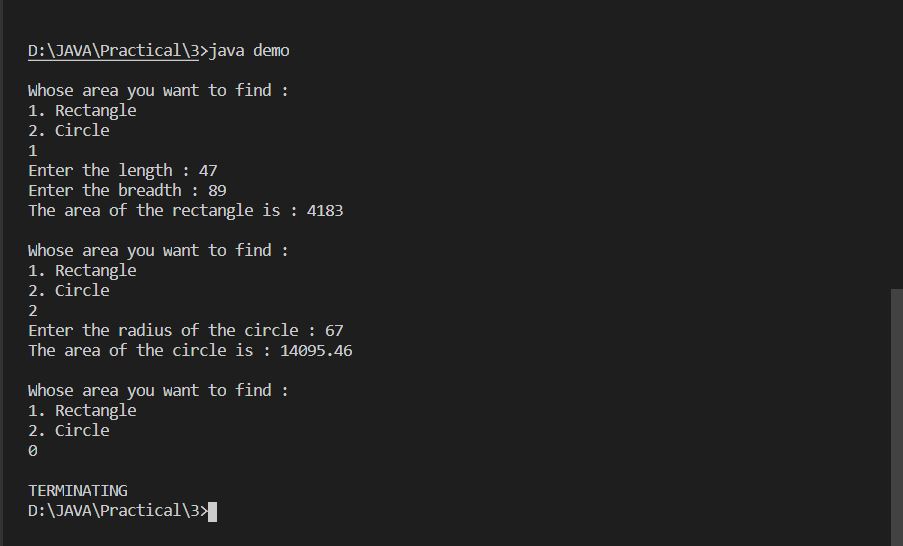 D:\JAVA\Practical\3>java demo
Whose area you want to find :
1. Rectangle
2. Circle
1
Enter the length : 47
Enter the breadth : 89
The area of the rectangle is : 4183
Whose area you want to find :
1. Rectangle
2. Circle
2
Enter the radius of the circle : 67
The area of the circle is : 14095.46
Whose area you want to find :
1. Rectangle
2. Circle
0
TERMINATING
D:\JAVA\Practical\3>